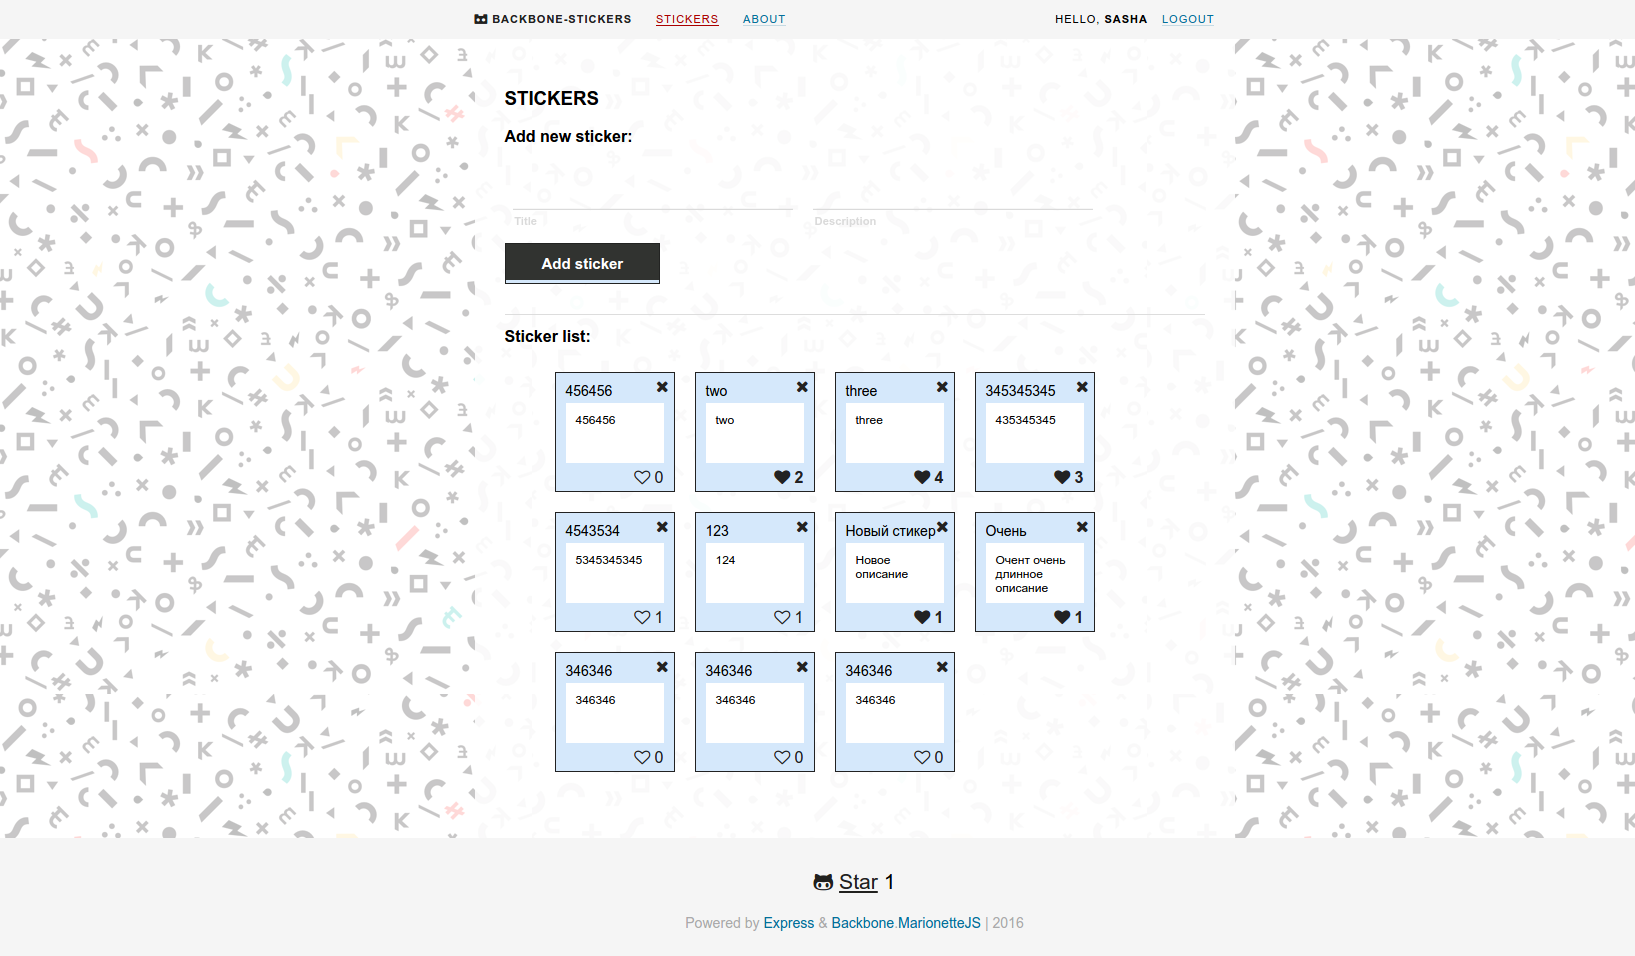 BACKBONE-STICKERS STICKERS ABOUT HELLO, SASHA LOGOUT
STICKERS
Add new sticker:
Title Description
Add sticker
Sticker list:
456456
456456
0
two
two
2
three
three
4
345345345
435345345
3
4543534
5345345345
1
123
124
1
Новый стикер
Новое
описание
1
Очень
Очент очень
длинное
описание
1
346346
346346
0
346346
346346
0
346346
346346
0
Star 1
Powered by Express & Backbone.MarionetteJS | 2016